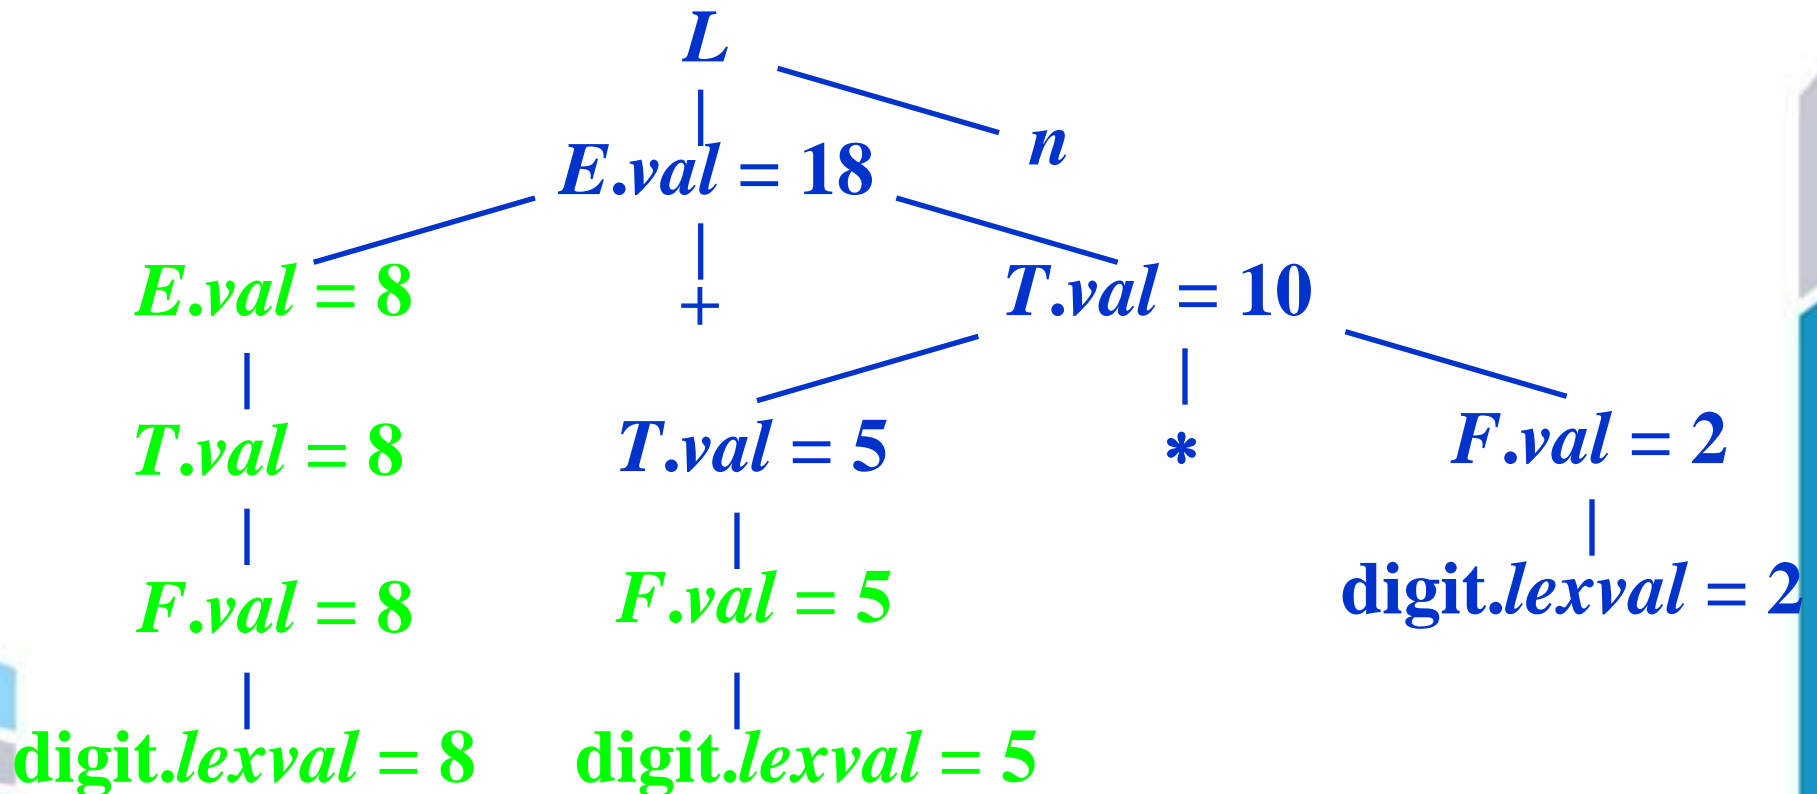 L
n
E.val = 18
E.val = 8 + T.val = 10
T.val = 8 T.val = 5 * F.val = 2
F.val = 8 F.val = 5 digit.lexval = 2
digit.lexval = 8 digit.lexval = 5